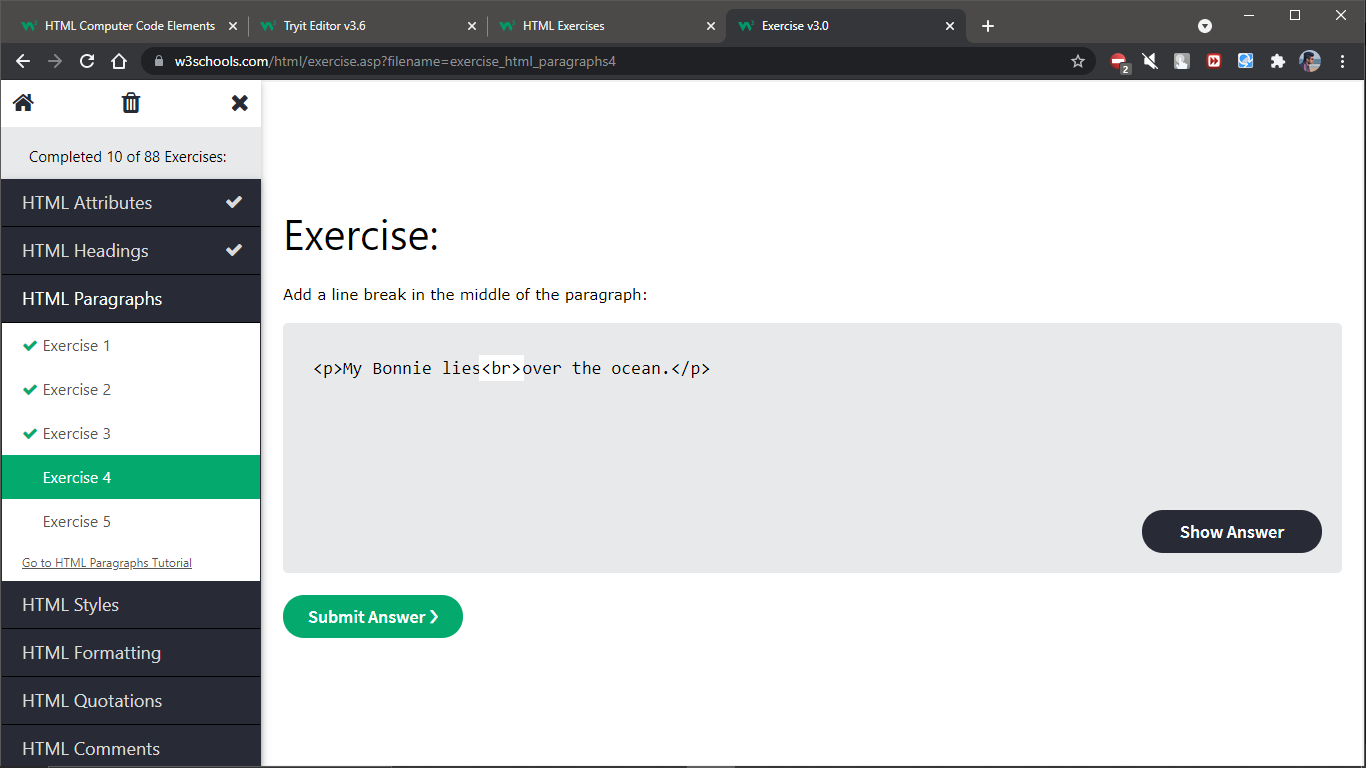 HTML Computer Code Elements
Tryit Editor v3.6
HTML Exercises
Exercise v3.0
w3schools.com/html/exercise.asp?filename=exercise_html_paragraphs4
2
Completed 10 of 88 Exercises:
HTML Attributes
HTML Headings
HTML Paragraphs
Exercise 1
Exercise 2
Exercise 3
Exercise 4
Exercise 5
Go to HTML Paragraphs Tutorial
HTML Styles
HTML Formatting
HTML Quotations
HTML Comments
Exercise:
Add a line break in the middle of the paragraph:
<p>My Bonnie lies<br>over the ocean.</p>
Show Answer
Submit Answer ❯